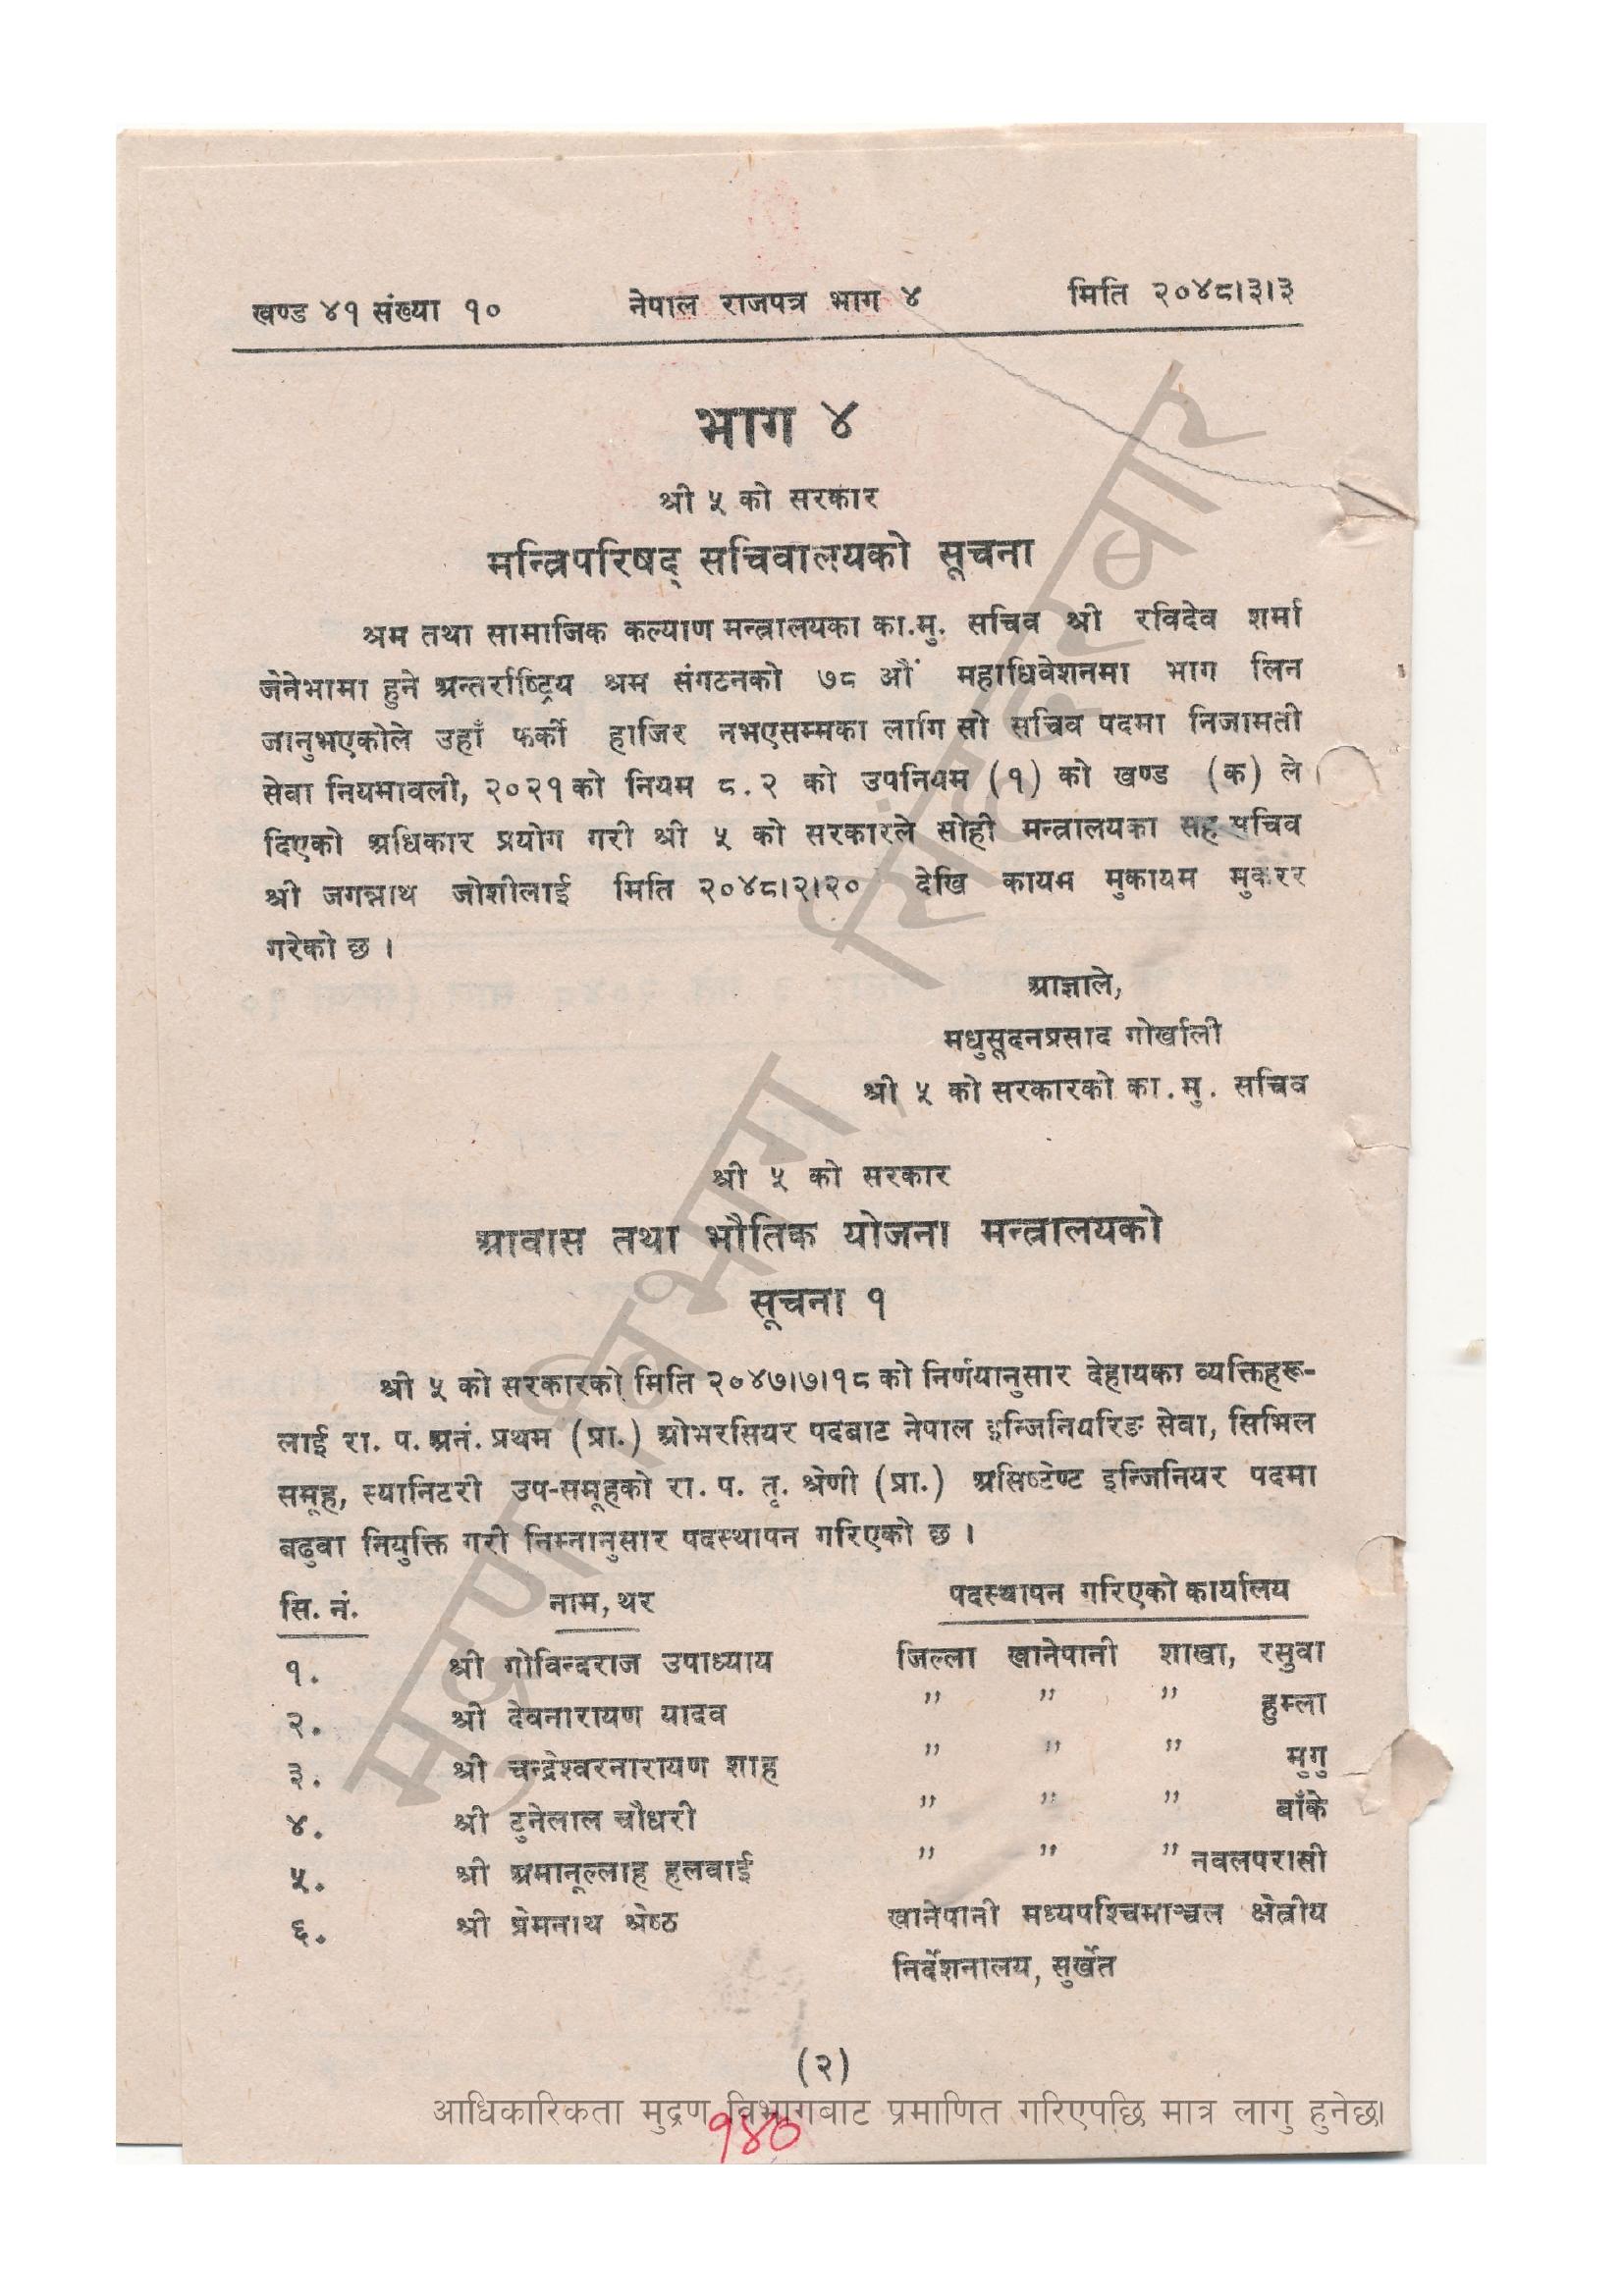 खण्ड ४१ संख्या १० नेपाल राजपत्र भाग ४ मिति २०४८।३।३
भाग ४
श्री ५ को सरकार
मन्त्रिपरिषद् सचिवालयको सूचना
श्रम तथा सामाजिक कल्याण मन्त्रालयका का.मु. सचिव श्री रविदेव शर्मा
जेनेभामा हुने अन्तर्राष्ट्रिय श्रम संगटनको ७८ औं महाधिवेशनमा भाग लिन
जानुभएकोले उहाँ फर्की हाजिर नभएसम्मका लागि सो सचिव पदमा निजामती
सेवा नियमावली, २०२१ को नियम ८.२ को उपनियम (१) को खण्ड (क) ले
दिएको अधिकार प्रयोग गरी श्री ५ को सरकारले सोही मन्त्रालयका सह-सचिव
श्री जगन्नाथ जोशीलाई मिति २०४८।२।२० देखि कायम मुकायम मुकरर
गरेको छ ।
आज्ञाले,
मधुसूदनप्रसाद गोर्खाली
श्री ५ को सरकारको का.मु. सचिव
श्री ५ को सरकार
आवास तथा भौतिक योजना मन्त्रालयको
सूचना १
श्री ५ को सरकारको मिति २०४७।७।१८ को निर्णयानुसार देहायका व्यक्तिहरू-
लाई रा. प. अनं. प्रथम (प्रा.) ओभरसियर पदबाट नेपाल इन्जिनियरिङ सेवा, सिभिल
समूह, स्यानिटरी उप-समूहको रा. प. तृ. श्रेणी (प्रा.) असिष्टेण्ट इन्जिनियर पदमा
बढुवा नियुक्ति गरी निम्नानुसार पदस्थापन गरिएको छ ।
सि. नं. नाम, थर पदस्थापन गरिएको कार्यालय
१. श्री गोविन्दराज उपाध्याय जिल्ला खानेपानी शाखा, रसुवा
२. श्री देवनारायण यादव " " " हुम्ला
३. श्री चन्द्रेश्वरनारायण शाह " " " मुगु
४. श्री टुनेलाल चौधरी " " " बाँके
५. श्री अमानूल्लाह हलवाई " " " नवलपरासी
६. श्री प्रेमनाथ श्रेष्ठ खानेपानी मध्यपश्चिमाञ्चल क्षेत्रीय
निर्देशनालय, सुर्खेत
(२)
आधिकारिकता मुद्रण विभागबाट प्रमाणित गरिएपछि मात्र लागु हुनेछ।
१४०
मुद्रण विभाग, सिंहदरवार